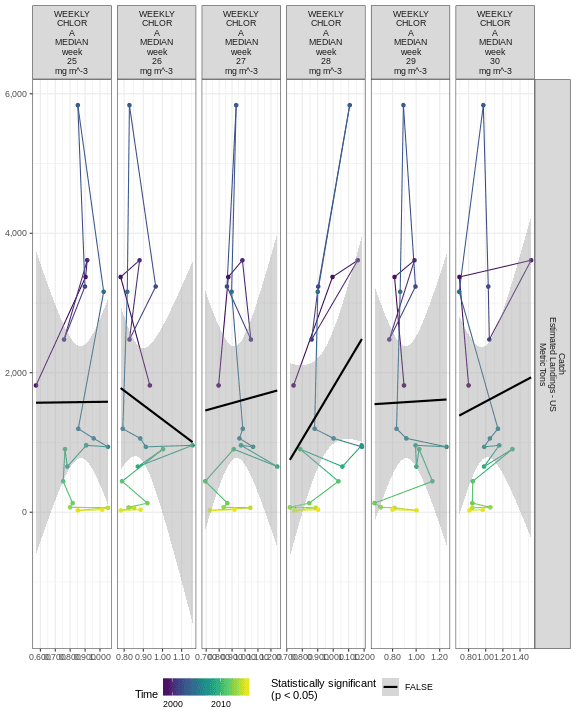 WEEKLY
CHLOR
A
MEDIAN
week
25
mg m^-3
WEEKLY
CHLOR
A
MEDIAN
week
26
mg m^-3
WEEKLY
CHLOR
A
MEDIAN
week
27
mg m^-3
WEEKLY
CHLOR
A
MEDIAN
week
28
mg m^-3
WEEKLY
CHLOR
A
MEDIAN
week
29
mg m^-3
WEEKLY
CHLOR
A
MEDIAN
week
30
mg m^-3
6,000
4,000
2,000
0
Catch
Estimated Landings - US
Metric Tons
0.80 0.90 1.00 1.10
0.80 1.00 1.20
0.80 1.00 1.20 1.40
Time
2000 2010
Statistically significant
(p < 0.05)
FALSE